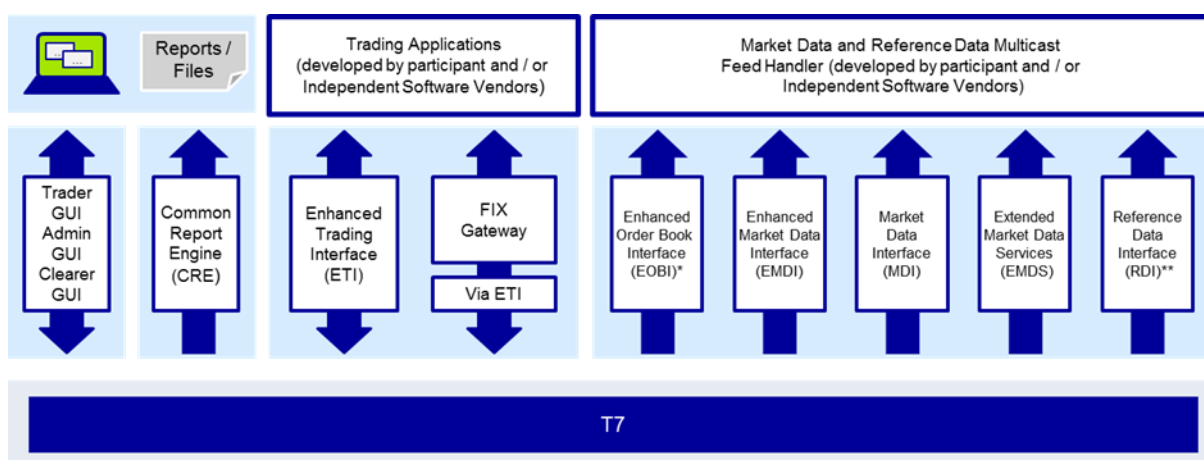 Reports /
Files
Trading Applications
(developed by participant and / or
Independent Software Vendors)
Market Data and Reference Data Multicast
Feed Handler (developed by participant and / or
Independent Software Vendors)
Trader
GUI
Admin
GUI
Clearer
GUI
Common
Report
Engine
(CRE)
Enhanced
Trading
Interface
(ETI)
FIX
Gateway
Via ETI
Enhanced
Order Book
Interface
(EOBI)*
Enhanced
Market Data
Interface
(EMDI)
Market
Data
Interface
(MDI)
Extended
Market Data
Services
(EMDS)
Reference
Data
Interface
(RDI)**
T7